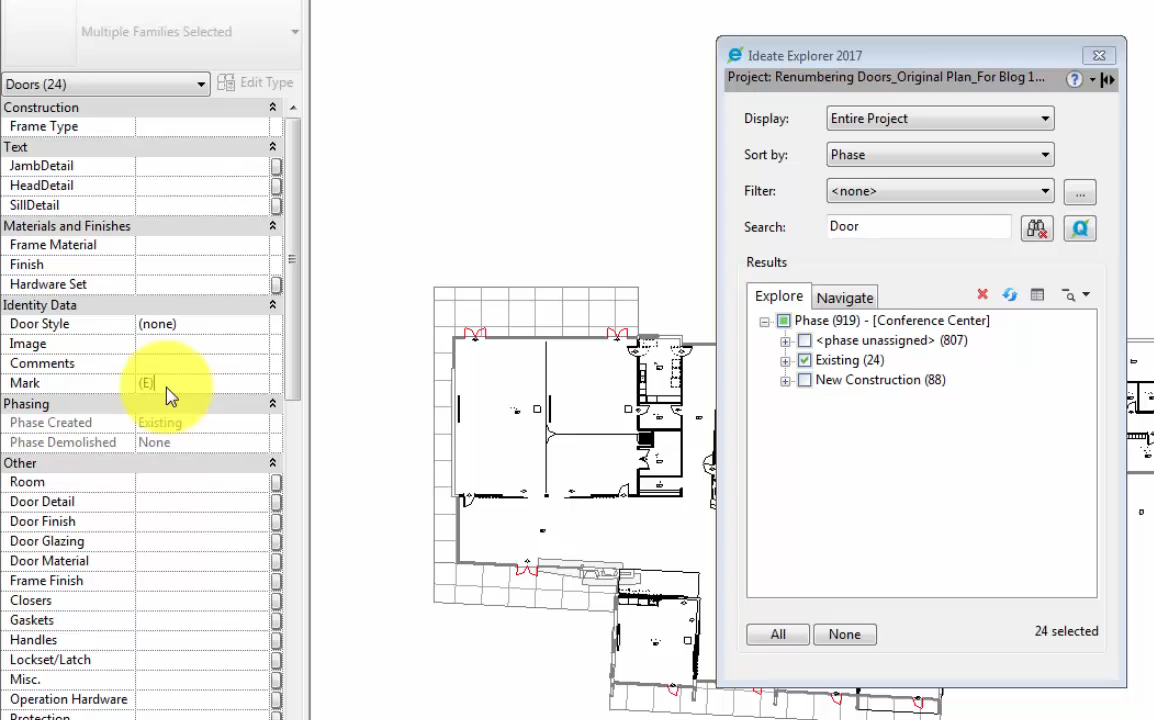 Multiple Families Selected
Doors (24)
Edit Type
Construction
Frame Type
Text
JambDetail
HeadDetail
SillDetail
Materials and Finishes
Frame Material
Finish
Hardware Set
Identity Data
Door Style (none)
Image
Comments
Mark (E)
Phasing
Phase Created Existing
Phase Demolished None
Other
Room
Door Detail
Door Finish
Door Glazing
Door Material
Frame Finish
Closers
Gaskets
Handles
Lockset/Latch
Misc.
Operation Hardware
Protection
Ideate Explorer 2017
Project: Renumbering Doors_Original Plan_For Blog 1...
Display: Entire Project
Sort by: Phase
Filter: <none> ...
Search: Door
Results
Explore Navigate
Phase (919) - [Conference Center]
<phase unassigned> (807)
Existing (24)
New Construction (88)
All None 24 selected